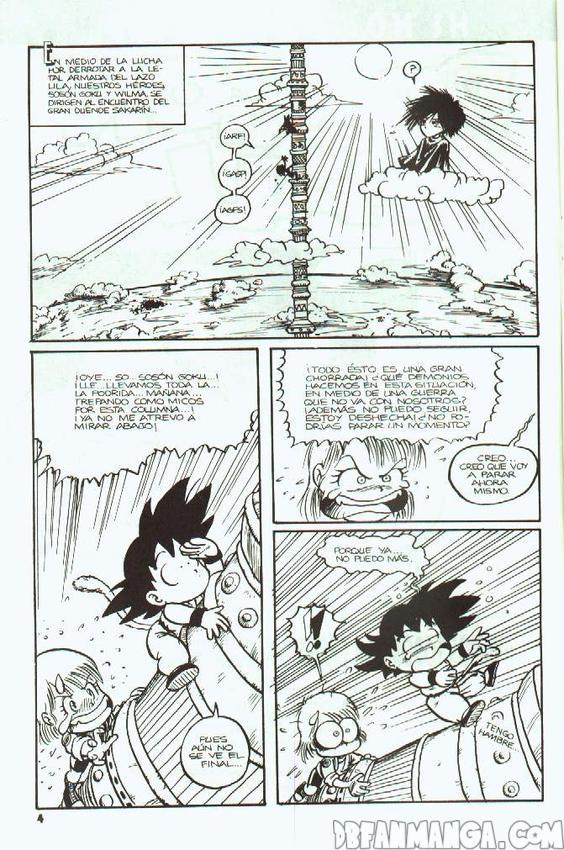 EN MEDIO DE LA LUCHA
POR DERROTAR A LA LE-
TAL ARMADA DEL LAZO
LILA, NUESTROS HÉROES,
SOSÓN GOKU Y WILMA, SE
DIRIGEN AL ENCUENTRO DEL
GRAN DUENDE SAKARÍN...
?
¡ARF!
¡GASP!
¡AGFS!
¡OYE... SO... SOSÓN GOKU...!
¡LLE...LLEVAMOS TODA LA...
LA PODRIDA... MAÑANA...
TREPANDO COMO MICOS
POR ESTA COLUMNA...!
¡YA NO ME ATREVO A
MIRAR ABAJO!
PUES
AÚN NO
SE VE EL
FINAL...
¡TODO ÉSTO ES UNA GRAN
CHORRADA! ¿QUÉ DEMONIOS
HACEMOS EN ESTA SITUACIÓN,
EN MEDIO DE UNA GUERRA
QUE NO VA CON NOSOTROS?
¡ADEMÁS NO PUEDO SEGUIR,
ESTOY DESHECHA! ¿NO PO-
DRÍAS PARAR UN MOMENTO?
CREO...
CREO QUE VOY
A PARAR
AHORA
MISMO.
PORQUE YA...
NO PUEDO MÁS.
!
TENGO
HAMBRE.
4
DBFANMANGA.COM